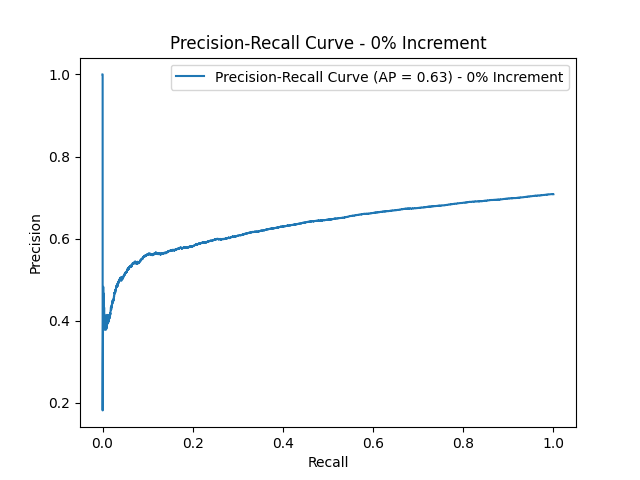 Precision-Recall Curve - 0% Increment
Precision-Recall Curve (AP = 0.63) - 0% Increment
1.0
0.8
0.6
0.4
0.2
Precision
0.0 0.2 0.4 0.6 0.8 1.0
Recall